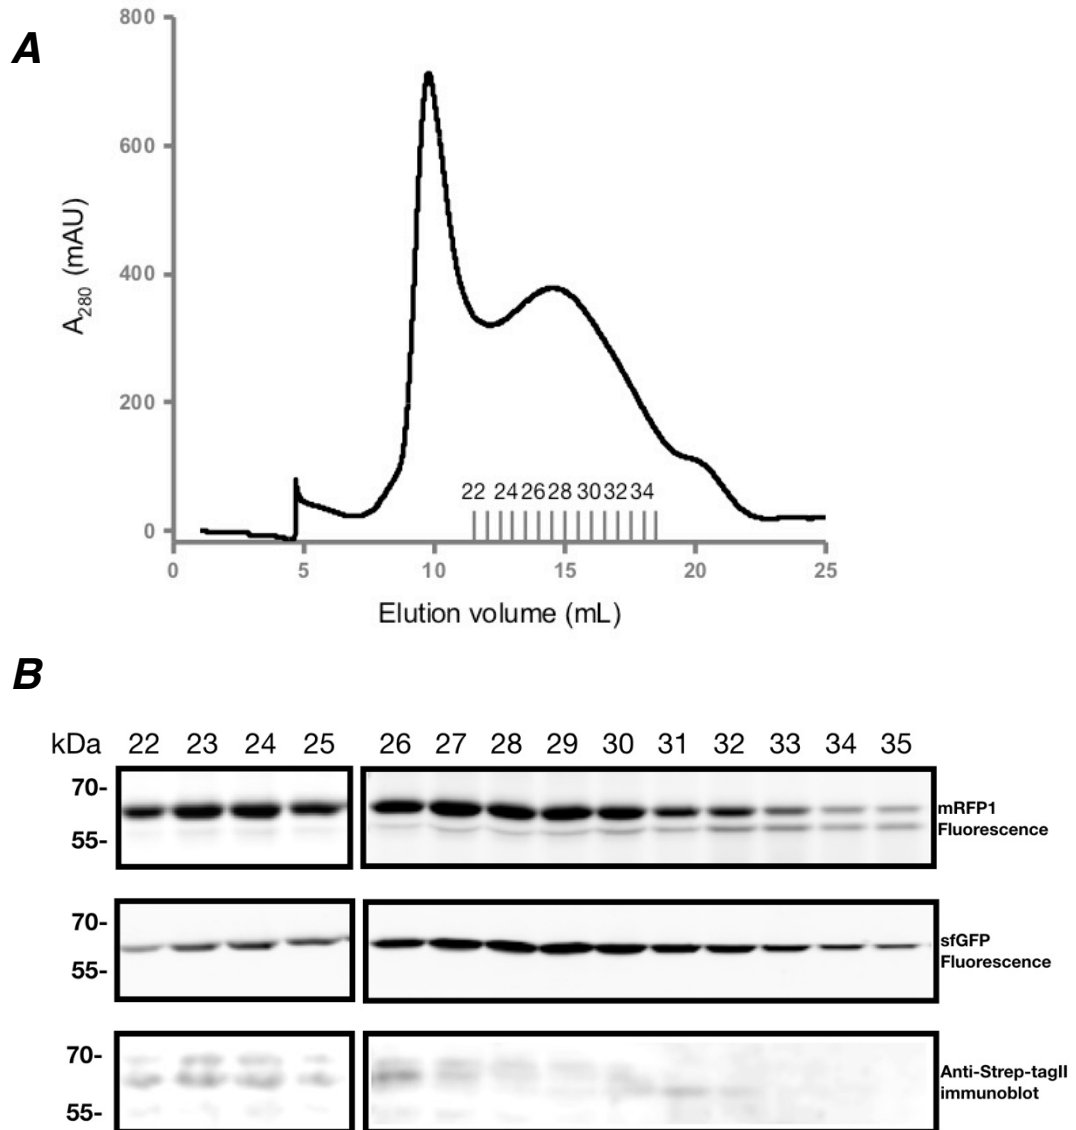 A
800
600
400
200
0
A280 (mAU)
22 24 26 28 30 32 34
0 5 10 15 20 25
Elution volume (mL)
B
kDa 22 23 24 25 26 27 28 29 30 31 32 33 34 35
70-
55-
mRFP1
Fluorescence
70-
55-
sfGFP
Fluorescence
70-
55-
Anti-Strep-tagII
immunoblot